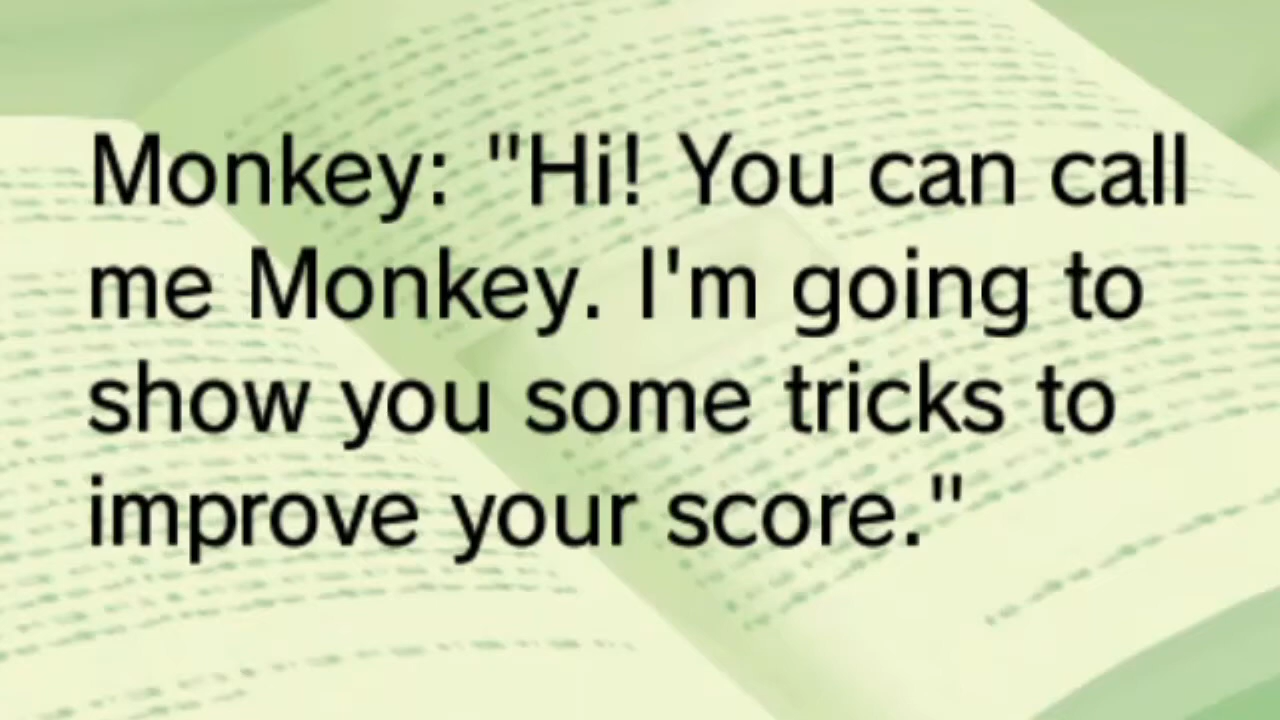 Monkey: "Hi! You can call
me Monkey. I'm going to
show you some tricks to
improve your score."